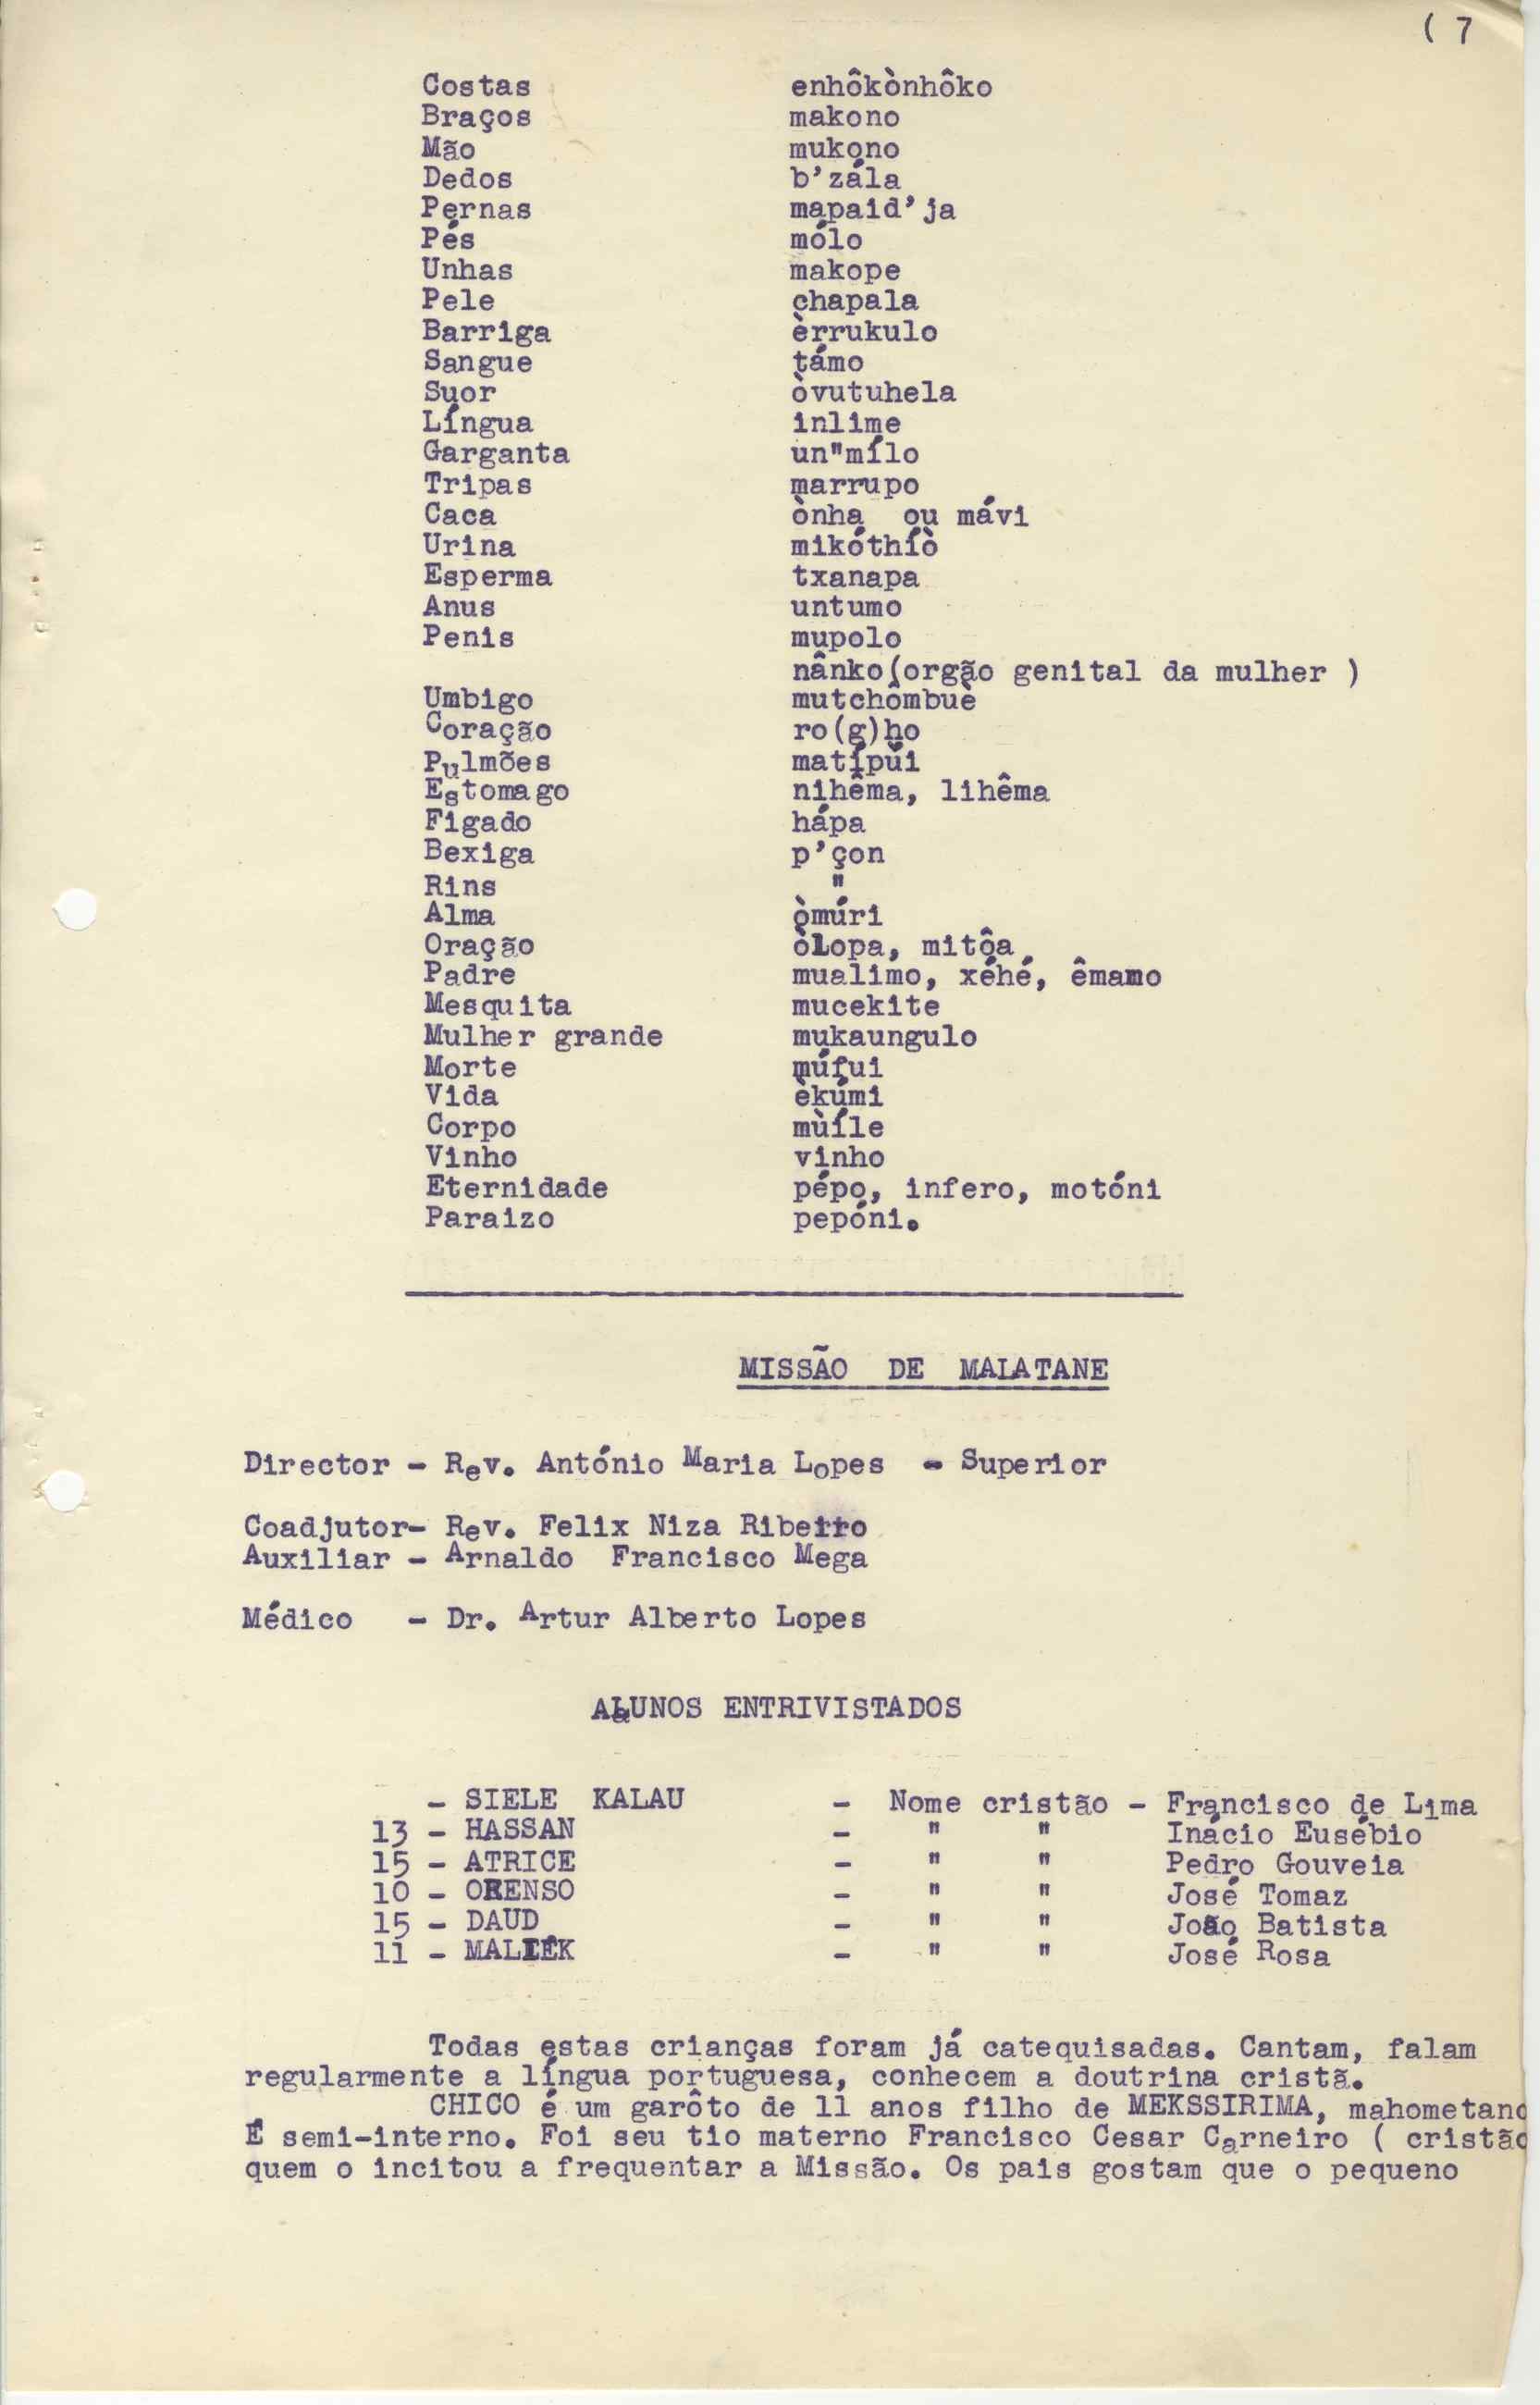 ( 7
Costas enhôkònhôko
Braços makono
Mão mukono
Dedos b'zála
Pernas mapaid'ja
Pés mólo
Unhas makope
Pele chapala
Barriga èrrukulo
Sangue támo
Suor òvutuhela
Língua inlime
Garganta un"mílo
Tripas marrupo
Caca ònha ou mávi
Urina mikóthíò
Esperma txanapa
Anus untumo
Penis mupolo
nânko(orgão genital da mulher )
Umbigo mutchômbuè
Coração ro(g)ho
Pulmões matípúi
Estomago nihêma, lihêma
Figado hápa
Bexiga p'çon
Rins "
Alma òmúri
Oração òlopa, mitôa
Padre mualimo, xéhé, êmamo
Mesquita mucekite
Mulher grande mukaungulo
Morte múfui
Vida èkúmi
Corpo mùíle
Vinho vinho
Eternidade pépo, infero, motóni
Paraizo pepóni.
MISSÃO DE MALATANE
Director - Rev. António Maria Lopes - Superior
Coadjutor- Rev. Felix Niza Ribeiro
Auxiliar - Arnaldo Francisco Mega
Médico - Dr. Artur Alberto Lopes
ALUNOS ENTRIVISTADOS
- SIELE KALAU - Nome cristão - Francisco de Lima
13 - HASSAN - " " Inácio Eusébio
15 - ATRICE - " " Pedro Gouveia
10 - ORENSO - " " José Tomaz
15 - DAUD - " " João Batista
11 - MALIÉK - " " José Rosa
Todas estas crianças foram já catequisadas. Cantam, falam
regularmente a língua portuguesa, conhecem a doutrina cristã.
CHICO é um garôto de 11 anos filho de MEKSSIRIMA, mahometano
É semi-interno. Foi seu tio materno Francisco Cesar Carneiro ( cristão
quem o incitou a frequentar a Missão. Os pais gostam que o pequeno